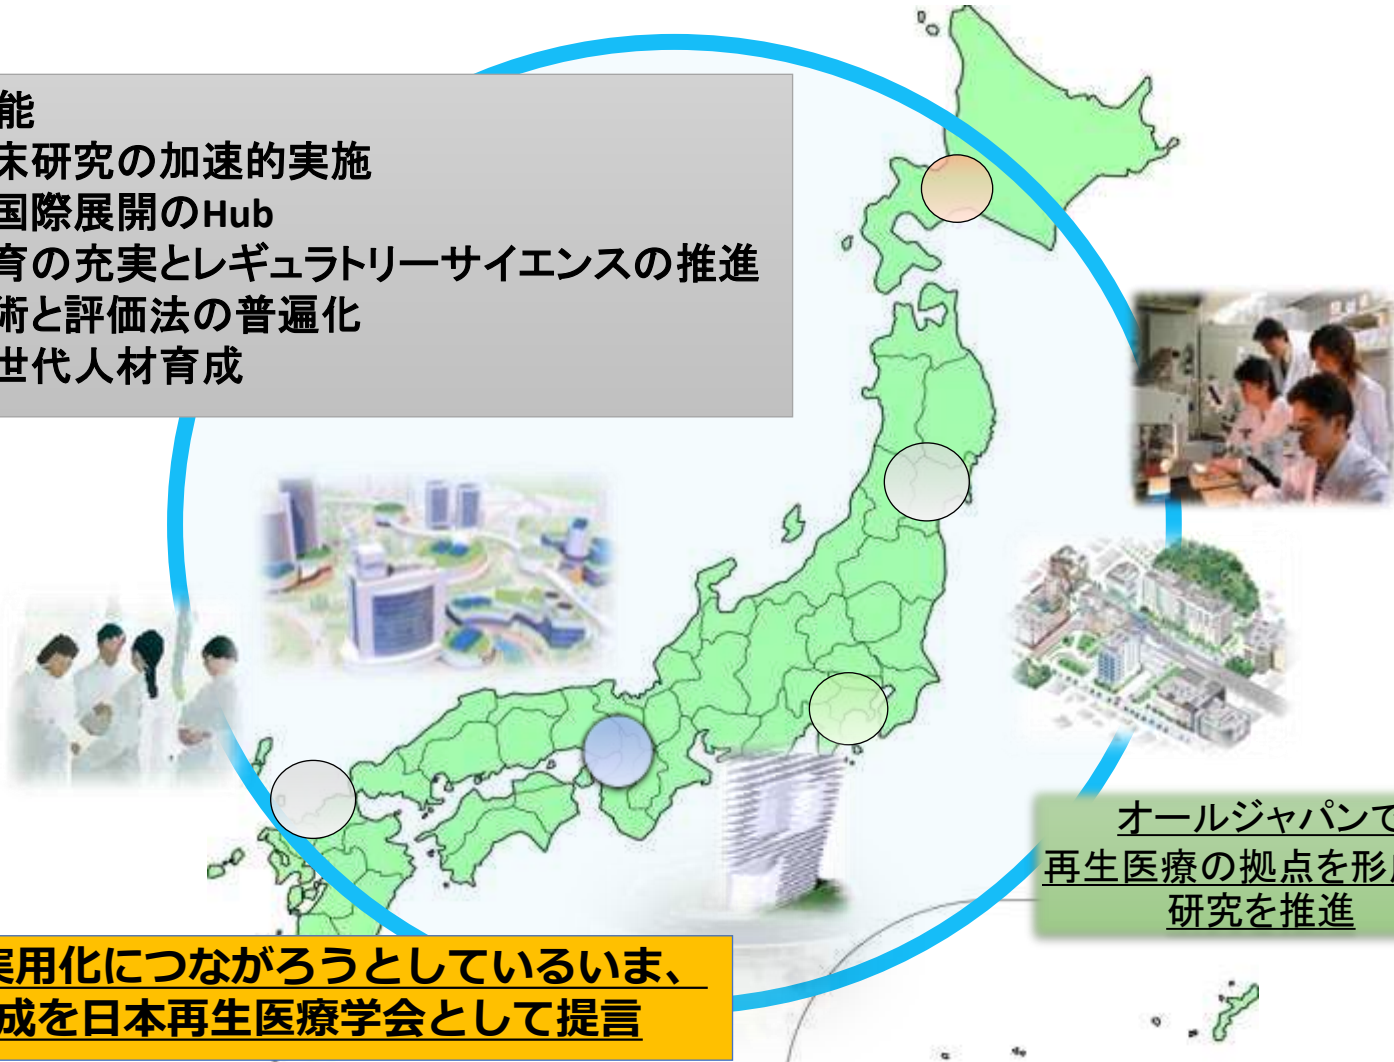 能
末研究の加速的実施
国際展開のHub
育の充実とレギュラトリーサイエンスの推進
術と評価法の普遍化
世代人材育成
オールジャパンで
再生医療の拠点を形
研究を推進
実用化につながろうとしているいま、
成を日本再生医療学会として提言